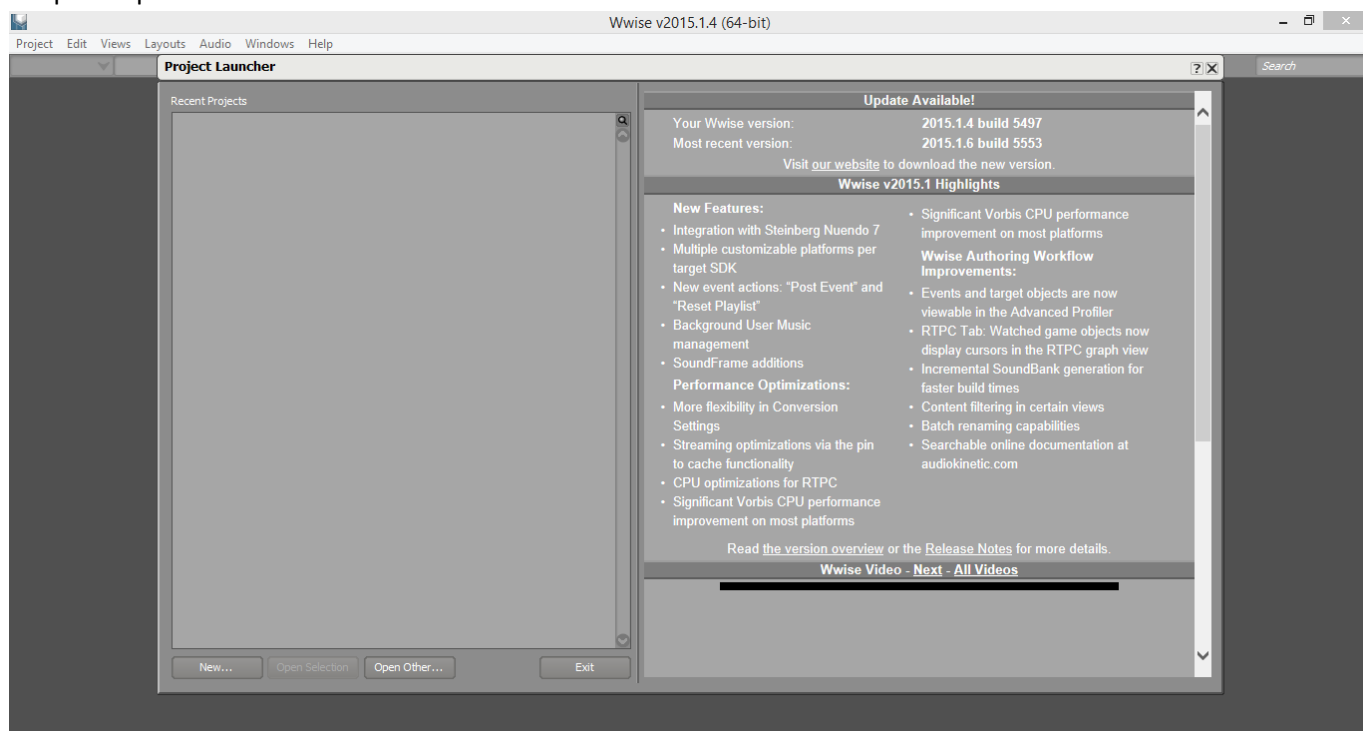 Wwise v2015.1.4 (64-bit)
Project Edit Views Layouts Audio Windows Help
Project Launcher
Search
Recent Projects
Update Available!
Your Wwise version: 2015.1.4 build 5497
Most recent version: 2015.1.6 build 5553
Visit our website to download the new version.
Wwise v2015.1 Highlights
New Features:
• Integration with Steinberg Nuendo 7
• Multiple customizable platforms per
target SDK
• New event actions: "Post Event" and
"Reset Playlist"
• Background User Music
management
• SoundFrame additions
Performance Optimizations:
• More flexibility in Conversion
Settings
• Streaming optimizations via the pin
to cache functionality
• CPU optimizations for RTPC
• Significant Vorbis CPU performance
improvement on most platforms
• Significant Vorbis CPU performance
improvement on most platforms
Wwise Authoring Workflow
Improvements:
• Events and target objects are now
viewable in the Advanced Profiler
• RTPC Tab: Watched game objects now
display cursors in the RTPC graph view
• Incremental SoundBank generation for
faster build times
• Content filtering in certain views
• Batch renaming capabilities
• Searchable online documentation at
audiokinetic.com
Read the version overview or the Release Notes for more details.
Wwise Video - Next - All Videos
New... Open Selection Open Other... Exit